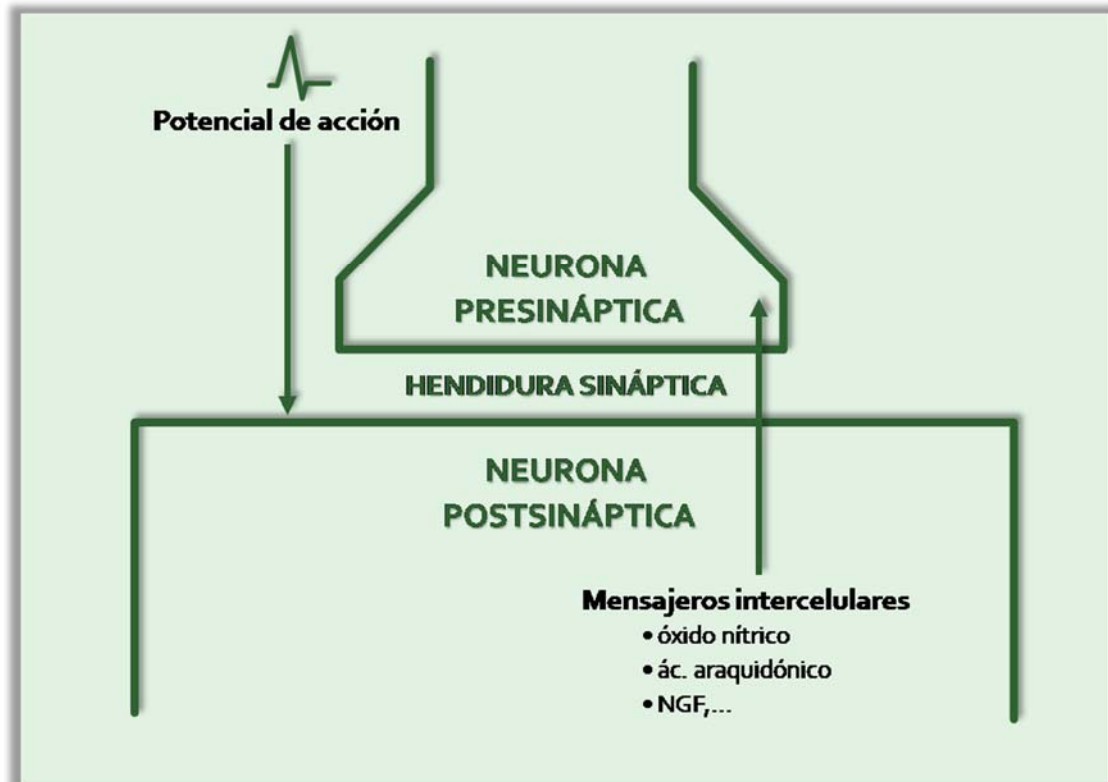 Potencial de acción
NEURONA
PRESINÁPTICA
HENDIDURA SINÁPTICA
NEURONA
POSTSINÁPTICA
Mensajeros intercelulares
• óxido nítrico
• ác. araquidónico
• NGF,...